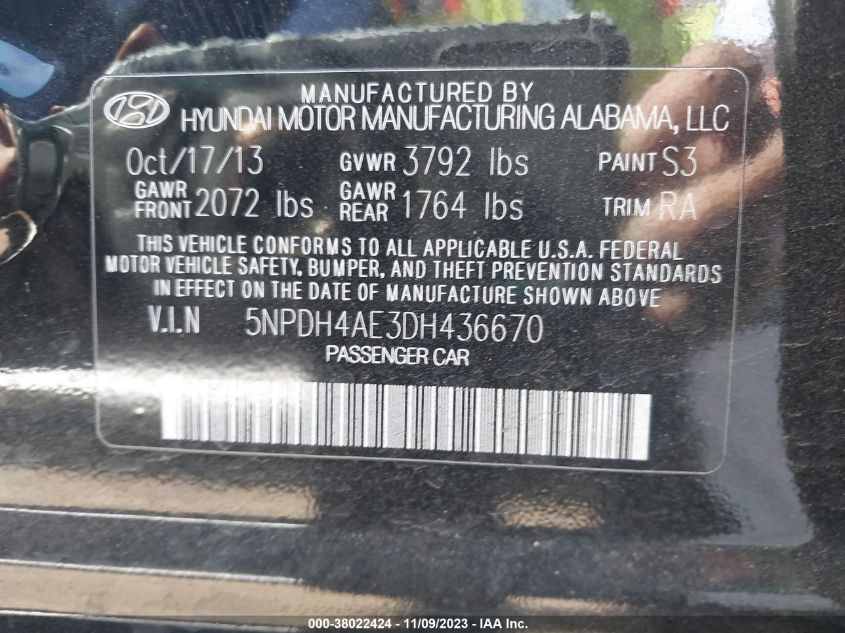 MANUFACTURED BY
HYUNDAI MOTOR MANUFACTURING ALABAMA, LLC
Oct/17/13 GVWR 3792 lbs PAINT S3
GAWR FRONT 2072 lbs GAWR REAR 1764 lbs TRIM RA
THIS VEHICLE CONFORMS TO ALL APPLICABLE U.S.A. FEDERAL
MOTOR VEHICLE SAFETY, BUMPER, AND THEFT PREVENTION STANDARDS
IN EFFECT ON THE DATE OF MANUFACTURE SHOWN ABOVE
V.I.N 5NPDH4AE3DH436670
PASSENGER CAR
000-38022424 - 11/09/2023 - IAA Inc.